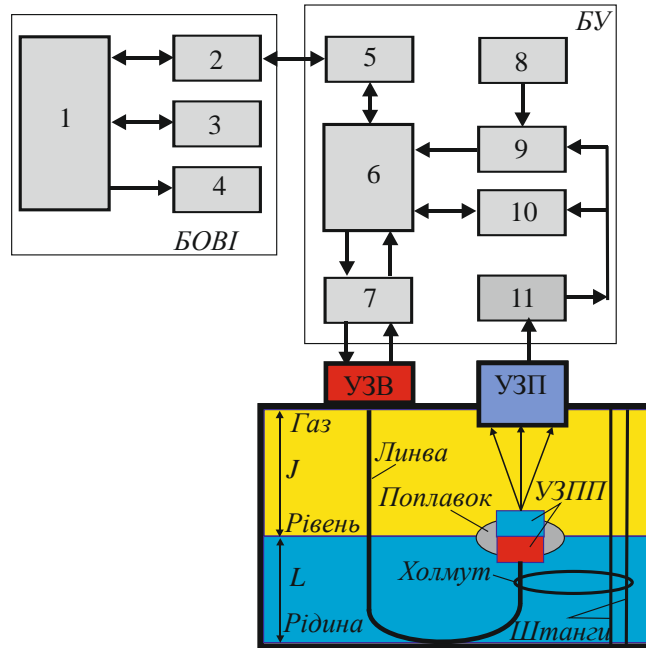 БУ
2
5
8
1
3
6
9
4
10
БОВІ
7
11
УЗВ
УЗП
Газ
J
Линва
УЗПП
Поплавок
Рівень
L
Холмут
Рідина
Штанги